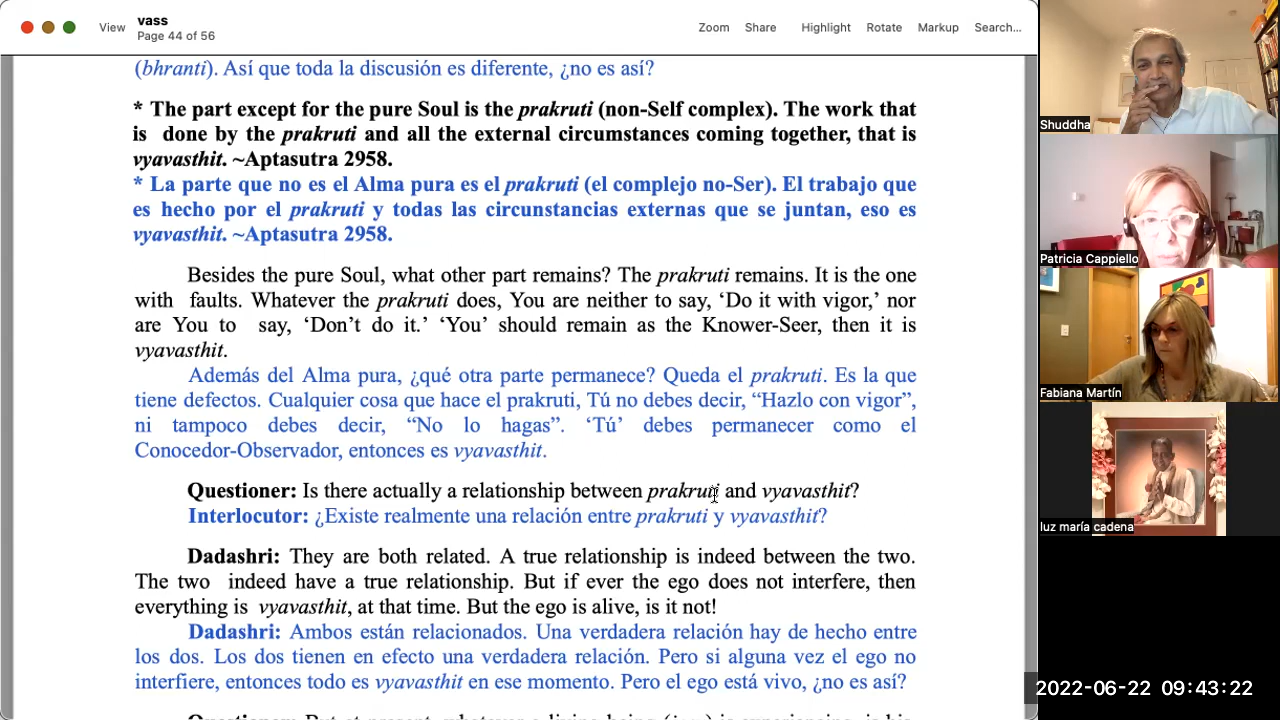 View
vass
Page 44 of 56
Zoom Share Highlight Rotate Markup Search...
(bhranti). Así que toda la discusión es diferente, ¿no es así?
* The part except for the pure Soul is the prakruti (non-Self complex). The work that
is done by the prakruti and all the external circumstances coming together, that is
vyavasthit. ~Aptasutra 2958.
* La parte que no es el Alma pura es el prakruti (el complejo no-Ser). El trabajo que
es hecho por el prakruti y todas las circunstancias externas que se juntan, eso es
vyavasthit. ~Aptasutra 2958.
Besides the pure Soul, what other part remains? The prakruti remains. It is the one
with faults. Whatever the prakruti does, You are neither to say, ‘Do it with vigor,’ nor
are You to say, ‘Don’t do it.’ ‘You’ should remain as the Knower-Seer, then it is
vyavasthit.
Además del Alma pura, ¿qué otra parte permanece? Queda el prakruti. Es la que
tiene defectos. Cualquier cosa que hace el prakruti, Tú no debes decir, “Hazlo con vigor”,
ni tampoco debes decir, “No lo hagas”. ‘Tú’ debes permanecer como el
Conocedor-Observador, entonces es vyavasthit.
Questioner: Is there actually a relationship between prakruti and vyavasthit?
Interlocutor: ¿Existe realmente una relación entre prakruti y vyavasthit?
Dadashri: They are both related. A true relationship is indeed between the two.
The two indeed have a true relationship. But if ever the ego does not interfere, then
everything is vyavasthit, at that time. But the ego is alive, is it not!
Dadashri: Ambos están relacionados. Una verdadera relación hay de hecho entre
los dos. Los dos tienen en efecto una verdadera relación. Pero si alguna vez el ego no
interfiere, entonces todo es vyavasthit en ese momento. Pero el ego está vivo, ¿no es así?
Shuddha
Patricia Cappiello
Fabiana Martín
luz maría cadena
2022-06-22 09:43:22